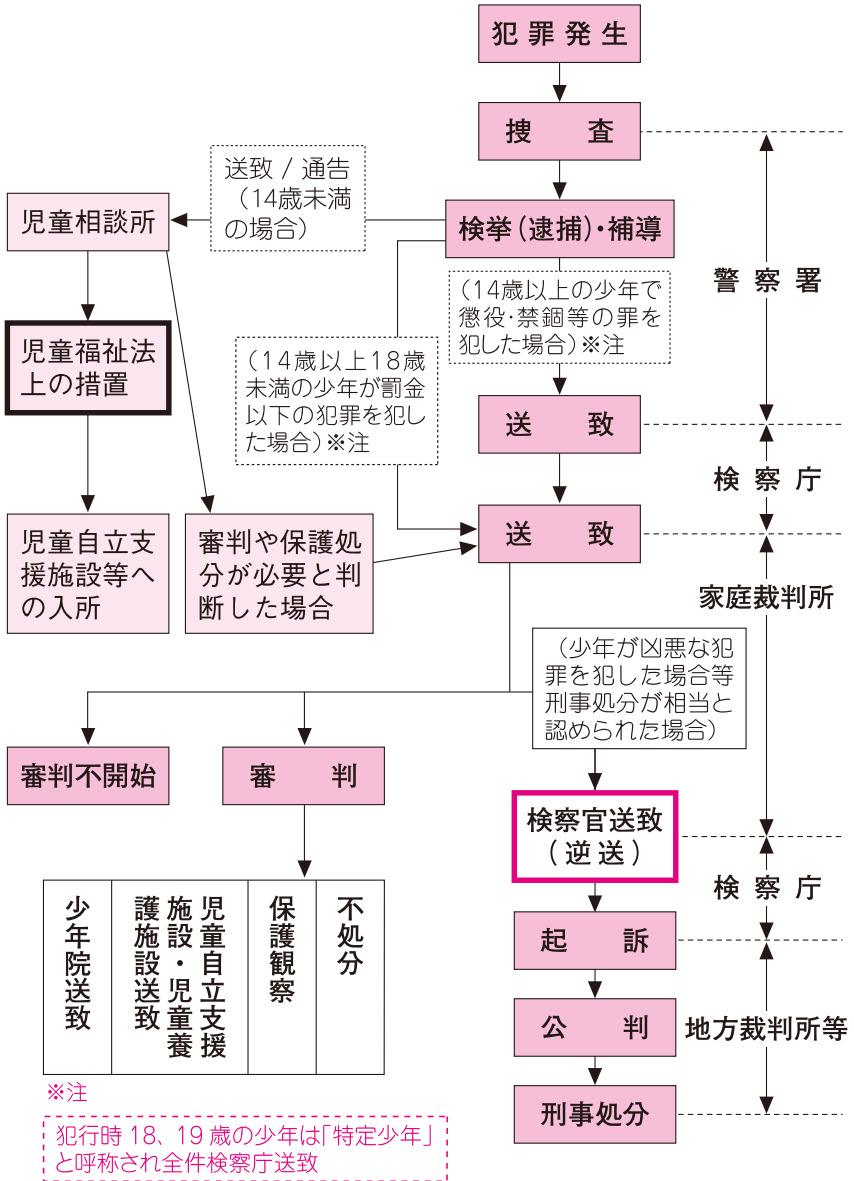 犯罪発生
捜査
送致 / 通告
(14歳未満
の場合)
児童相談所
検挙(逮捕)・補導
警察署
(14歳以上の少年で
懲役・禁錮等の罪を
犯した場合)※注
児童福祉法
上の措置
(14歳以上18歳
未満の少年が罰金
以下の犯罪を犯し
た場合)※注
送致
検察庁
児童自立支
援施設等へ
の入所
審判や保護処
分が必要と判
断した場合
送致
家庭裁判所
(少年が凶悪な犯
罪を犯した場合等
刑事処分が相当と
認められた場合)
審判不開始
審判
検察官送致
(逆送)
検察庁
少年院送致
児童自立支援
施設・児童養
護施設送致
保護観察
不処分
起訴
公判
地方裁判所等
刑事処分
※注
犯行時18、19歳の少年は「特定少年」
と呼称され全件検察庁送致